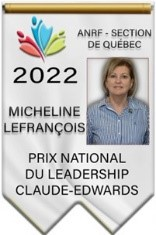 ANRF - SECTION
DE QUÉBEC
2022
MICHELINE
LEFRANÇOIS
PRIX NATIONAL
DU LEADERSHIP
CLAUDE-EDWARDS